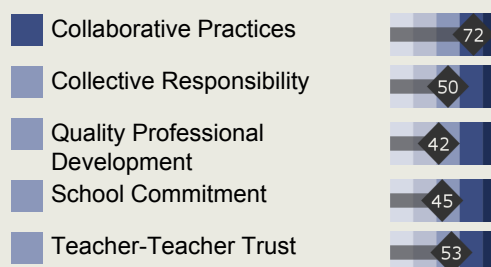 Collaborative Practices 72
Collective Responsibility 50
Quality Professional
Development 42
School Commitment 45
Teacher-Teacher Trust 53